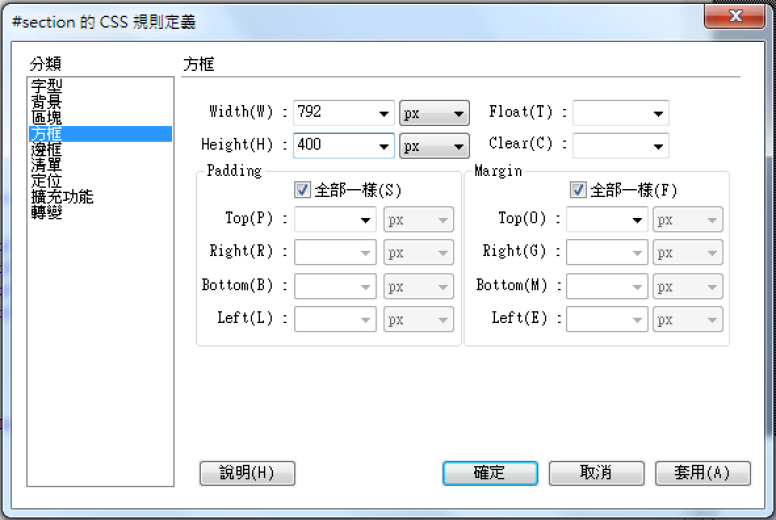 #section 的 CSS 規則定義
分類
字型
背景
區塊
方框
邊框
清單
定位
擴充功能
轉變
方框
Width(W) : 792 px Float(T) :
Height(H) : 400 px Clear(C) :
Padding Margin
全部一樣(S) 全部一樣(F)
Top(P) : px Top(O) : px
Right(R) : px Right(G) : px
Bottom(B) : px Bottom(M) : px
Left(L) : px Left(E) : px
說明(H) 確定 取消 套用(A)